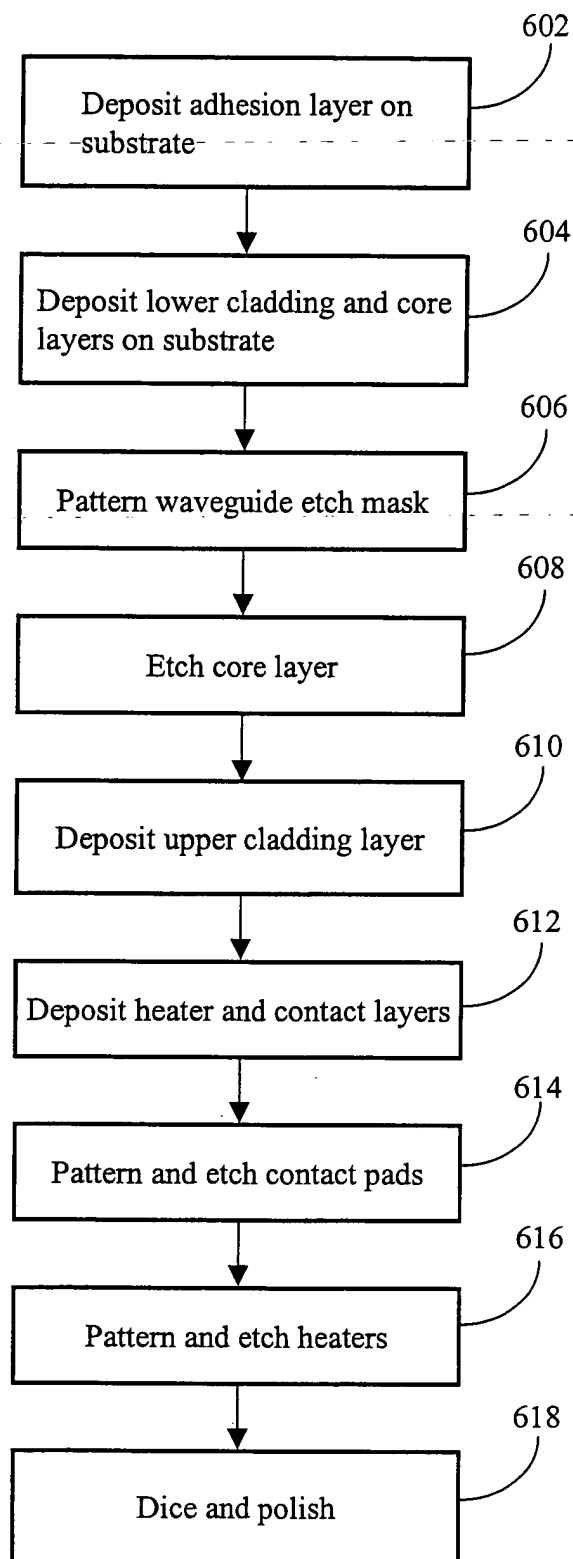 602
Deposit adhesion layer on
substrate
604
Deposit lower cladding and core
layers on substrate
606
Pattern waveguide etch mask
608
Etch core layer
610
Deposit upper cladding layer
612
Deposit heater and contact layers
614
Pattern and etch contact pads
616
Pattern and etch heaters
618
Dice and polish